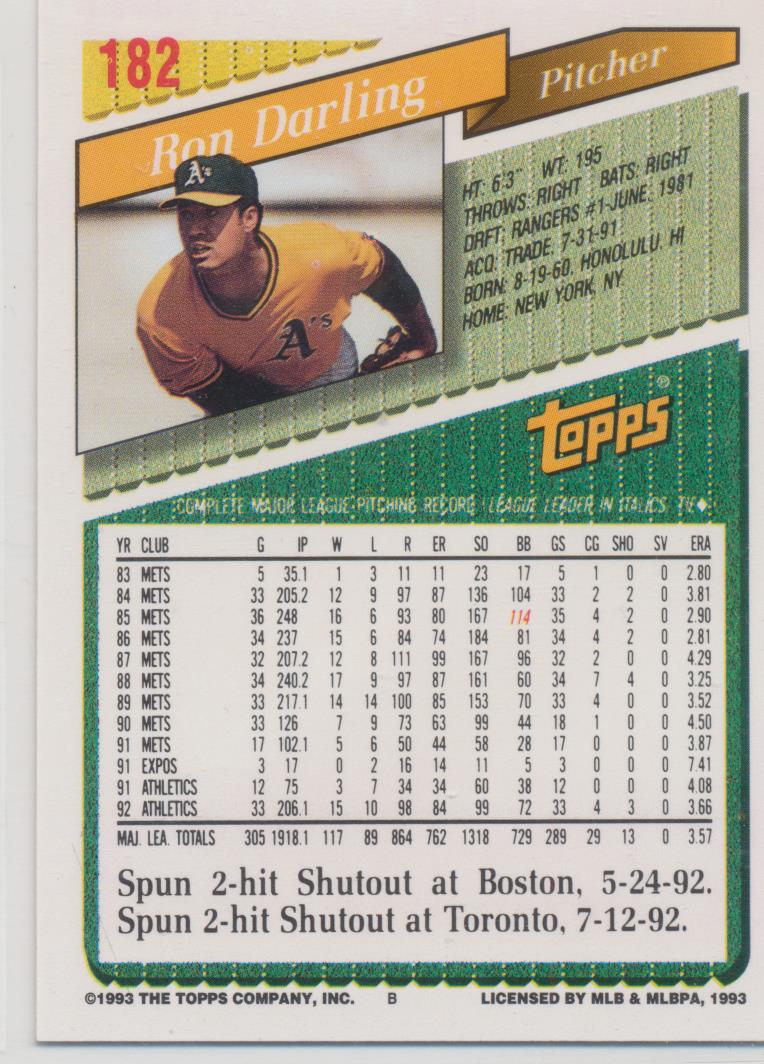 182
Ron Darling
Pitcher
A's
A's
HT: 6'3" WT: 195
THROWS: RIGHT BATS: RIGHT
DRFT: RANGERS #1-JUNE, 1981
ACQ: TRADE, 7-31-91
BORN: 8-19-60, HONOLULU, HI
HOME: NEW YORK, NY
TOPPS®
COMPLETE MAJOR LEAGUE PITCHING RECORD (LEAGUE LEADER IN ITALICS, TIE◆)
YR CLUB G IP W L R ER SO BB GS CG SHO SV ERA
83 METS 5 35.1 1 3 11 11 23 17 5 1 0 0 2.80
84 METS 33 205.2 12 9 97 87 136 104 33 2 2 0 3.81
85 METS 36 248 16 6 93 80 167 114 35 4 2 0 2.90
86 METS 34 237 15 6 84 74 184 81 34 4 2 0 2.81
87 METS 32 207.2 12 8 111 99 167 96 32 2 0 0 4.29
88 METS 34 240.2 17 9 97 87 161 60 34 7 4 0 3.25
89 METS 33 217.1 14 14 100 85 153 70 33 4 0 0 3.52
90 METS 33 126 7 9 73 63 99 44 18 1 0 0 4.50
91 METS 17 102.1 5 6 50 44 58 28 17 0 0 0 3.87
91 EXPOS 3 17 0 2 16 14 11 5 3 0 0 0 7.41
91 ATHLETICS 12 75 3 7 34 34 60 38 12 0 0 0 4.08
92 ATHLETICS 33 206.1 15 10 98 84 99 72 33 4 3 0 3.66
MAJ. LEA. TOTALS 305 1918.1 117 89 864 762 1318 729 289 29 13 0 3.57
Spun 2-hit Shutout at Boston, 5-24-92.
Spun 2-hit Shutout at Toronto, 7-12-92.
©1993 THE TOPPS COMPANY, INC. B LICENSED BY MLB & MLBPA, 1993